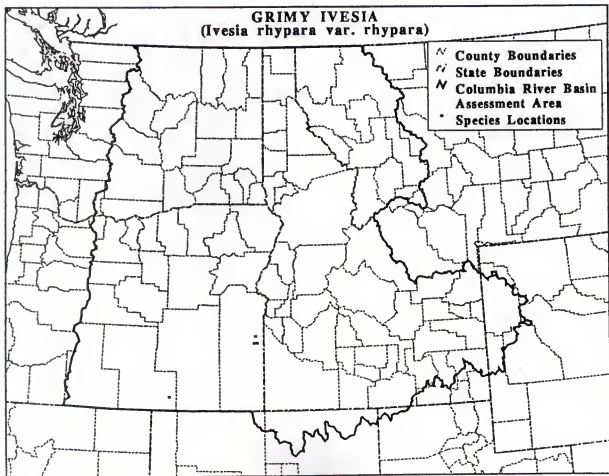 GRIMY IVESIA
(Ivesia rhypara var. rhypara)
County Boundaries
State Boundaries
Columbia River Basin
Assessment Area
Species Locations